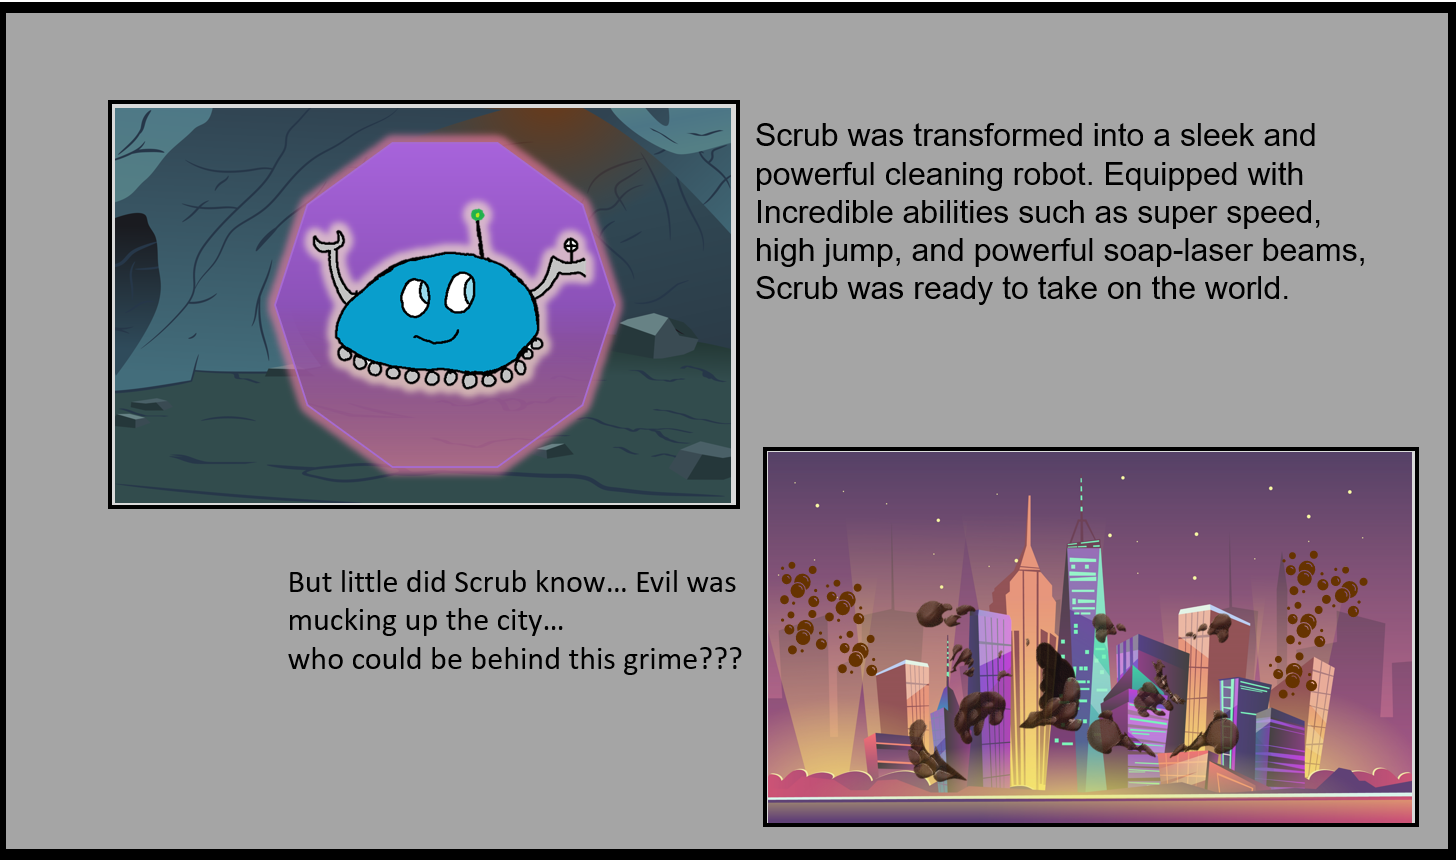 Scrub was transformed into a sleek and
powerful cleaning robot. Equipped with
Incredible abilities such as super speed,
high jump, and powerful soap-laser beams,
Scrub was ready to take on the world.
But little did Scrub know... Evil was
mucking up the city...
who could be behind this grime???